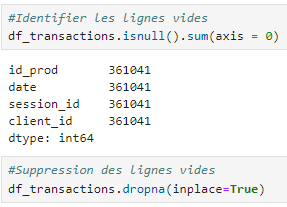 #Identifier les lignes vides
df_transactions.isnull().sum(axis = 0)
id_prod 361041
date 361041
session_id 361041
client_id 361041
dtype: int64
#Suppression des lignes vides
df_transactions.dropna(inplace=True)